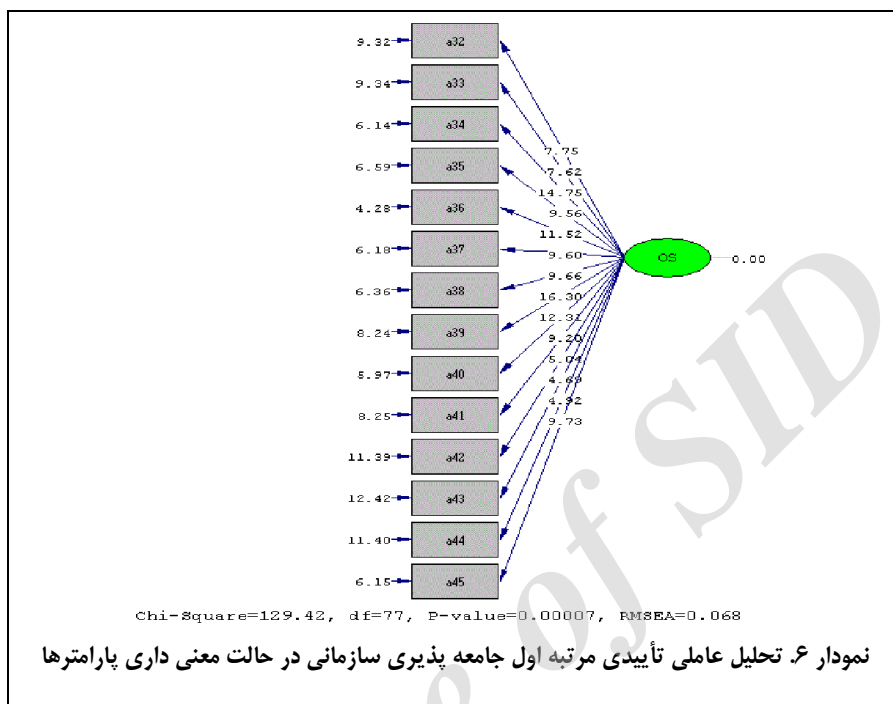 9.32 a32
9.34 a33
6.14 a34
6.59 a35
4.28 a36
6.18 a37
6.36 a38
8.24 a39
5.97 a40
8.25 a41
11.39 a42
12.42 a43
11.40 a44
6.15 a45
7.75
7.62
14.75
9.56
11.52
9.60
9.66
16.30
12.31
9.20
5.04
4.69
4.92
9.73
OS 0.00
Chi-Square=129.42, df=77, P-value=0.00007, RMSEA=0.068
نمودار ۶. تحلیل عاملی تأییدی مرتبه اول جامعه پذیری سازمانی در حالت معنی داری پارامترها
of SID